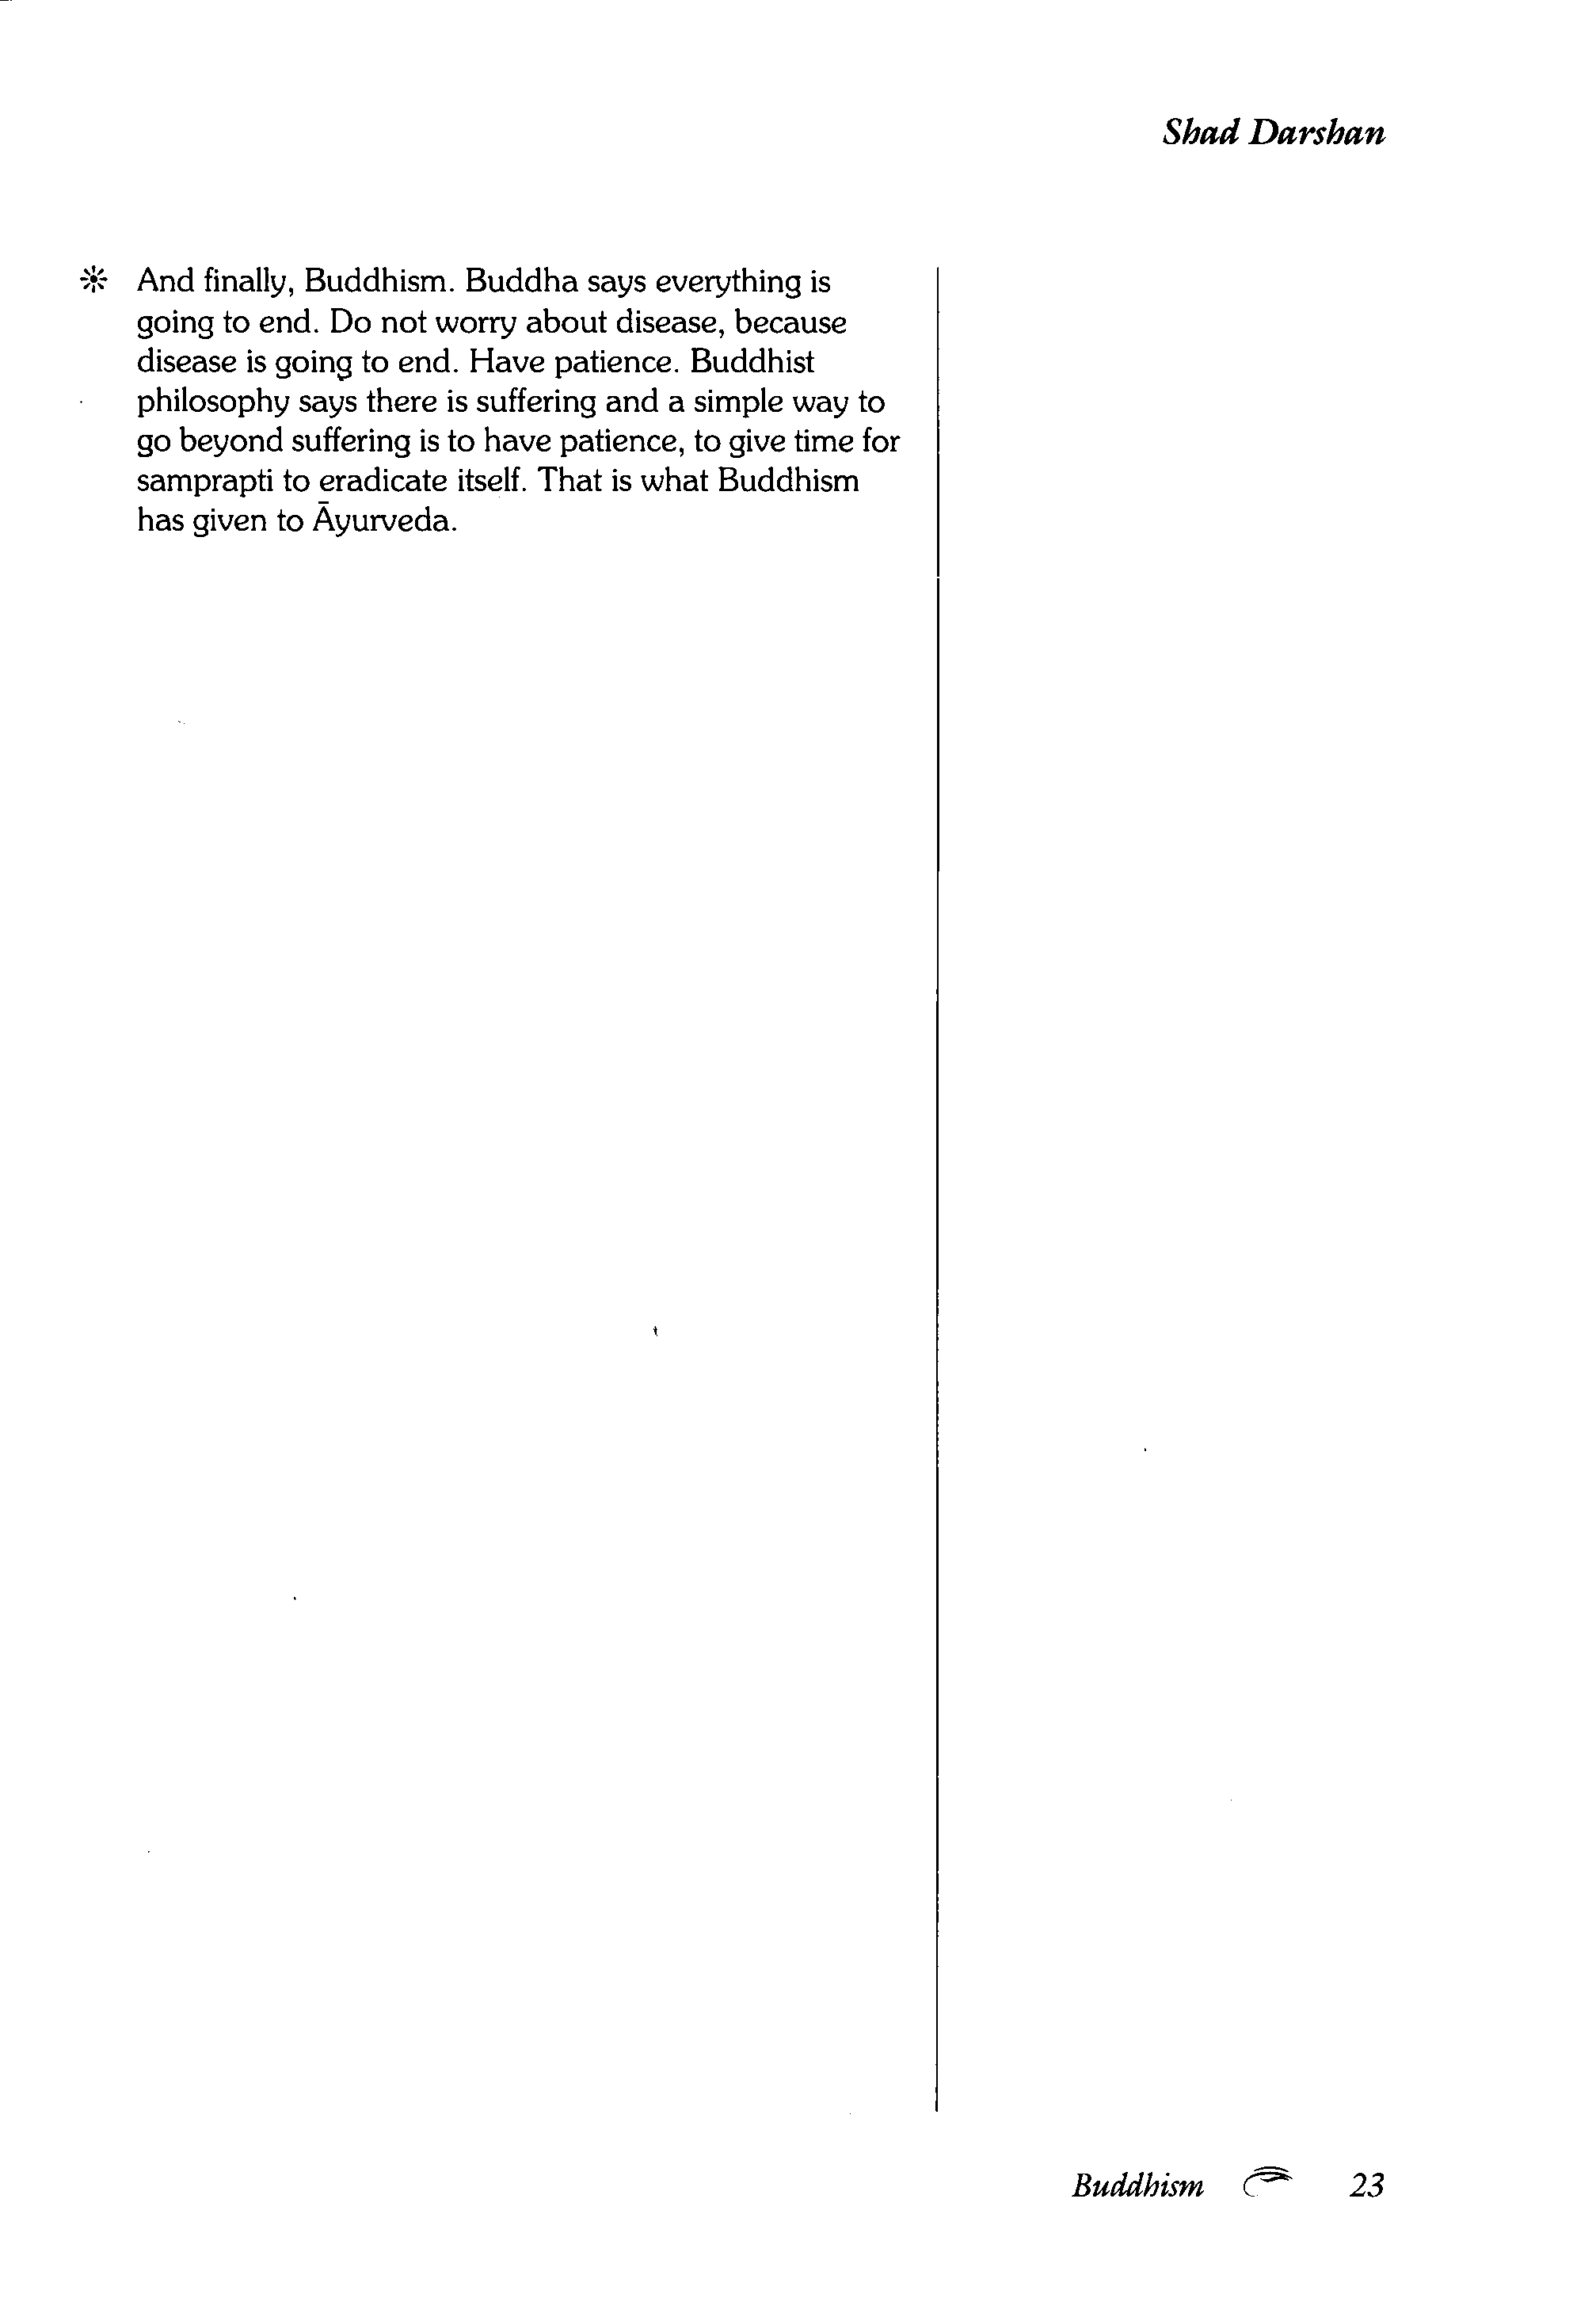 Shad Darshan
And finally, Buddhism. Buddha says everything is
going to end. Do not worry about disease, because
disease is going to end. Have patience. Buddhist
philosophy says there is suffering and a simple way to
go beyond suffering is to have patience, to give time for
samprapti to eradicate itself. That is what Buddhism
has given to Āyurveda.
Buddhism 23